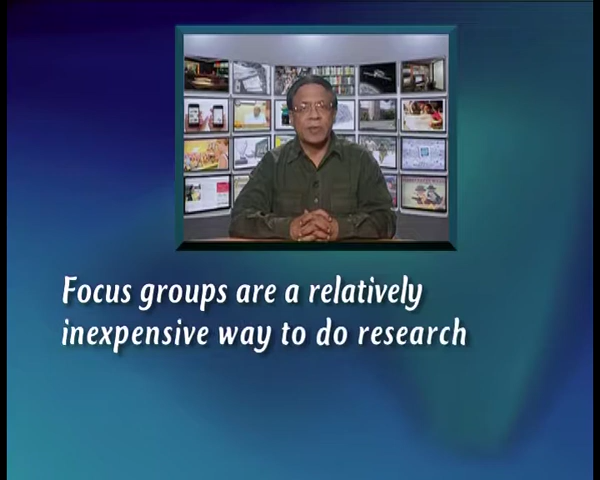 Focus groups are a relatively
inexpensive way to do research